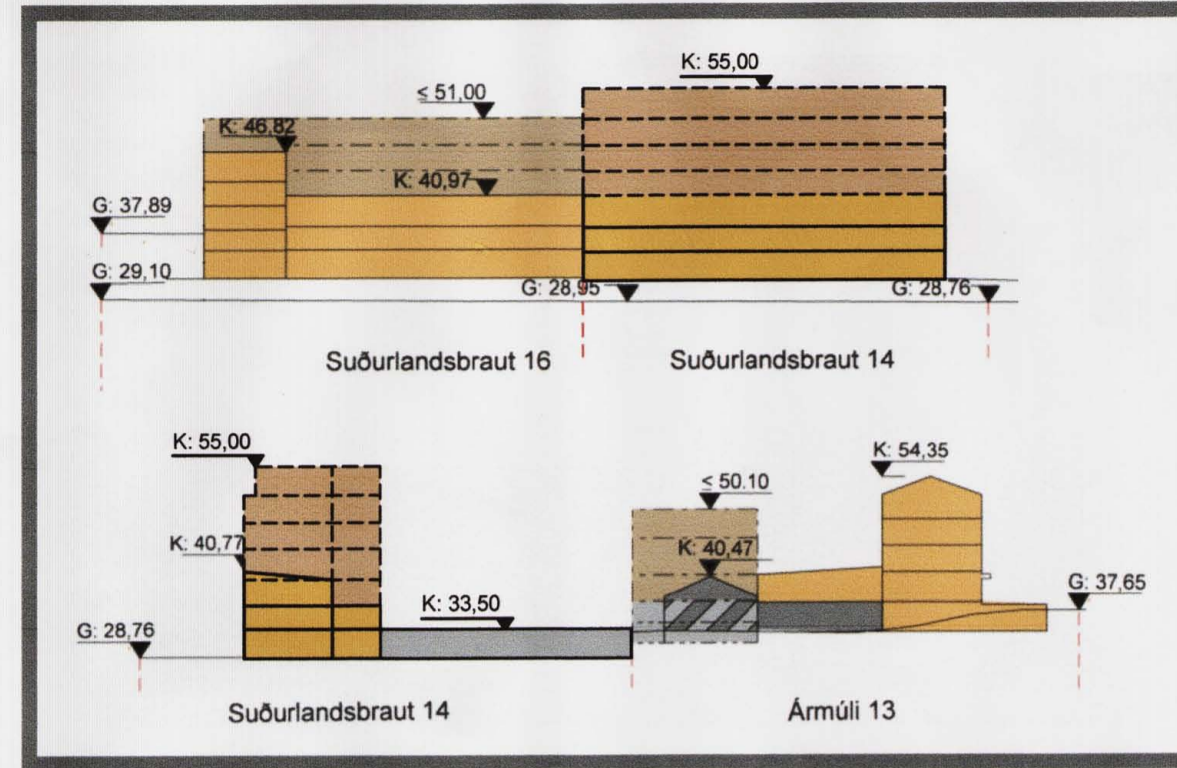 K: 55,00
≤ 51,00
K: 46,82
K: 40,97
G: 37,89
G: 29,10
G: 28,95
G: 28,76
Suðurlandsbraut 16
Suðurlandsbraut 14
K: 55,00
K: 54,35
≤ 50.10
K: 40,77
K: 40,47
K: 33,50
G: 37,65
G: 28,76
Suðurlandsbraut 14
Ármúli 13